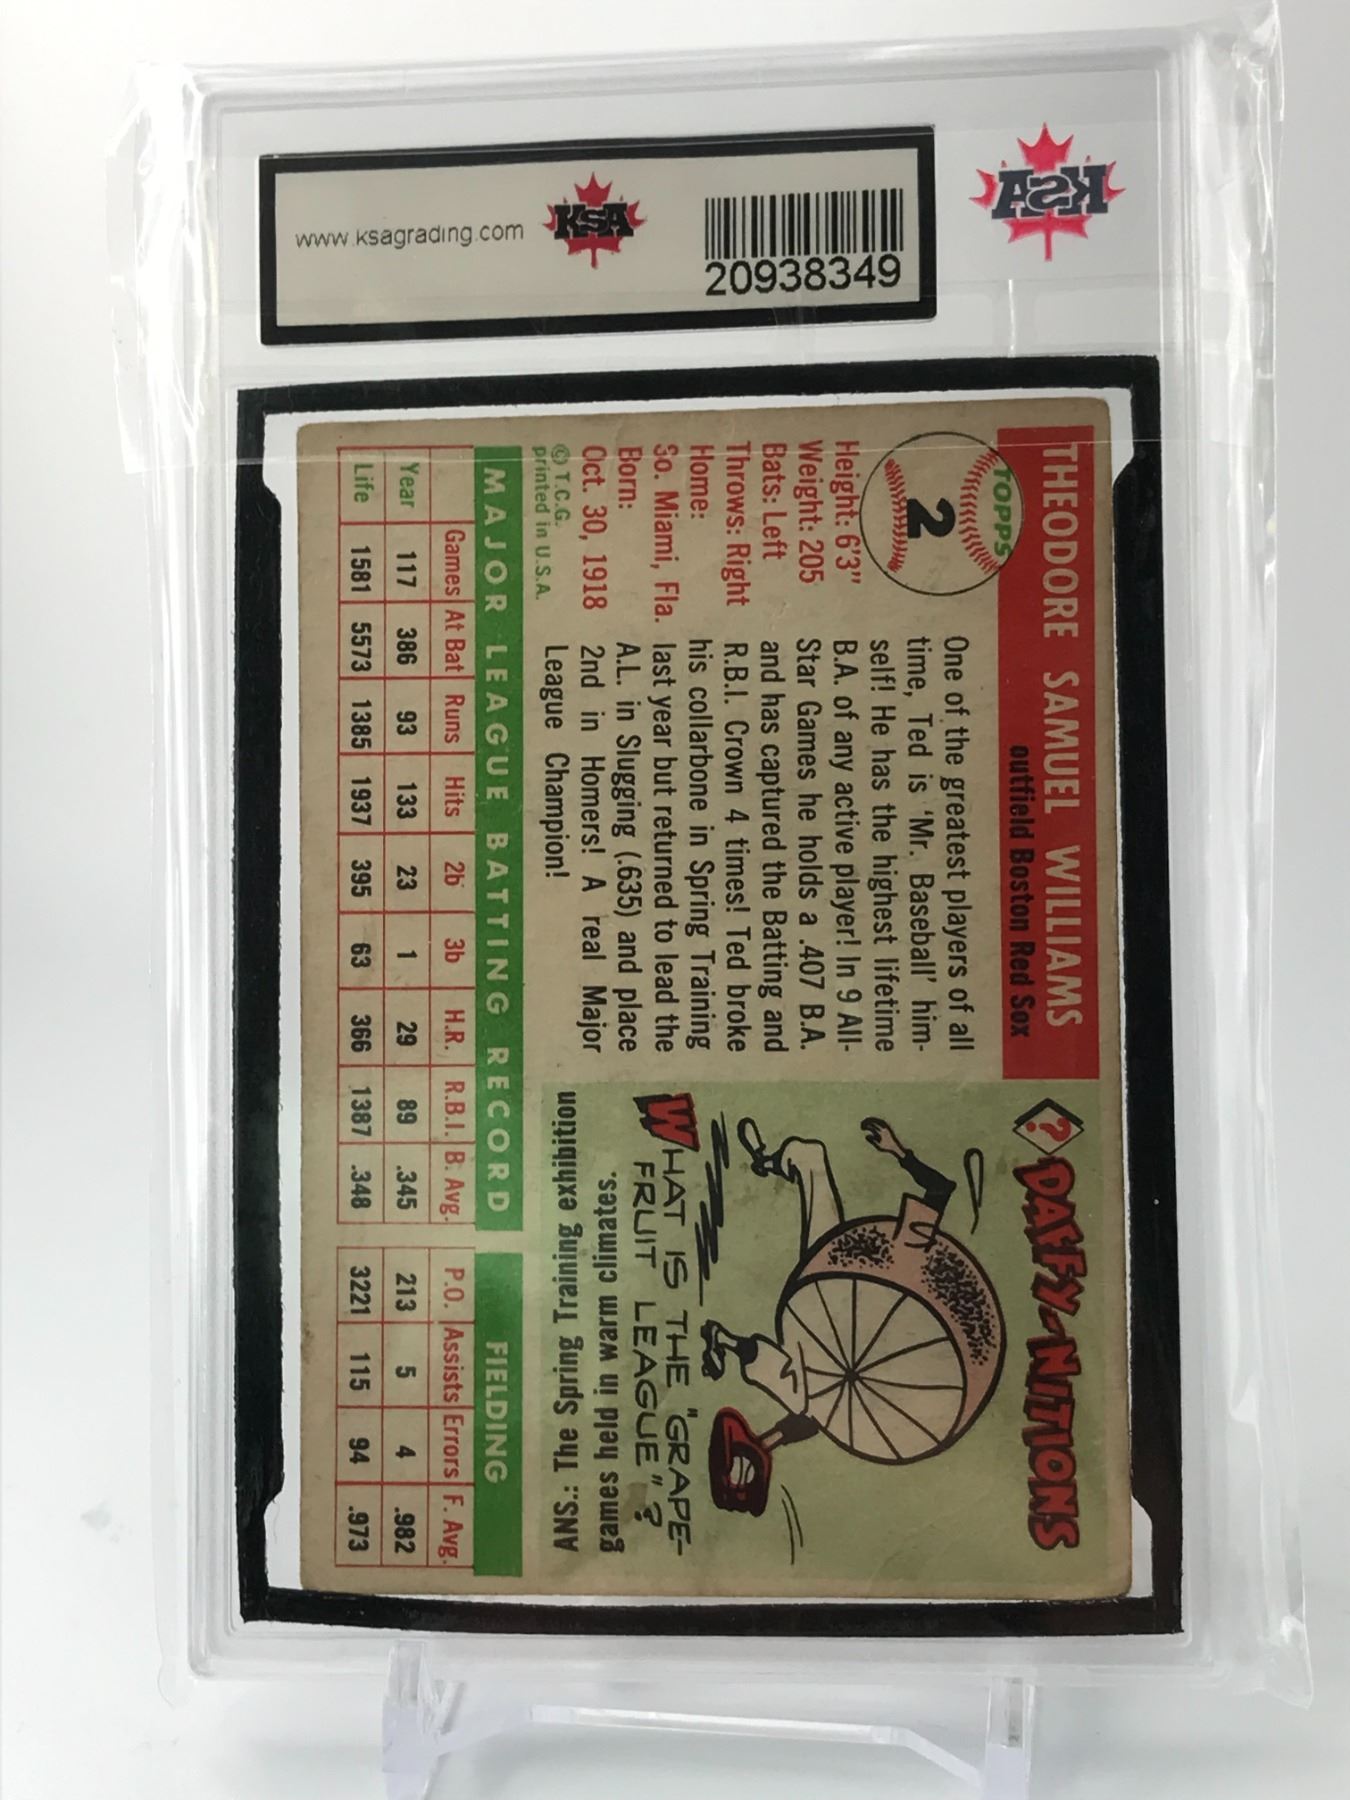 www.ksagrading.com
KSA
20938349
KSA
THEODORE SAMUEL WILLIAMS
outfield Boston Red Sox
TOPPS
2
Height: 6'3"
Weight: 205
Bats: Left
Throws: Right
Home:
So. Miami, Fla.
Born:
Oct. 30, 1918
© T.C.G.
printed in U.S.A.
One of the greatest players of all
time, Ted is 'Mr. Baseball' him-
self! He has the highest lifetime
B.A. of any active player! In 9 All-
Star Games he holds a .407 B.A.
and has captured the Batting and
R.B.I. Crown 4 times! Ted broke
his collarbone in Spring Training
last year but returned to lead the
A.L. in Slugging (.635) and place
2nd in Homers! A real Major
League Champion!
? DAFFY-NITIONS
WHAT IS THE "GRAPE-
FRUIT LEAGUE"?
ANS.: The Spring Training exhibition
games held in warm climates.
MAJOR LEAGUE BATTING RECORD FIELDING
Games At Bat Runs Hits 2b 3b H.R. R.B.I. B. Avg. P.O. Assists Errors F. Avg.
Year 117 386 93 133 23 1 29 89 .345 213 5 4 .982
Life 1581 5573 1385 1937 395 63 366 1387 .348 3221 115 94 .973